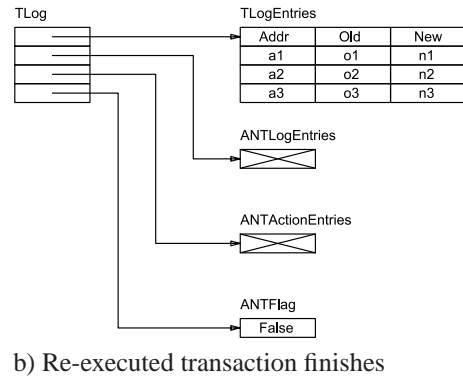 TLog
TLogEntries
Addr Old New
a1 o1 n1
a2 o2 n2
a3 o3 n3
ANTLogEntries
ANTActionEntries
ANTFlag
False
b) Re-executed transaction finishes